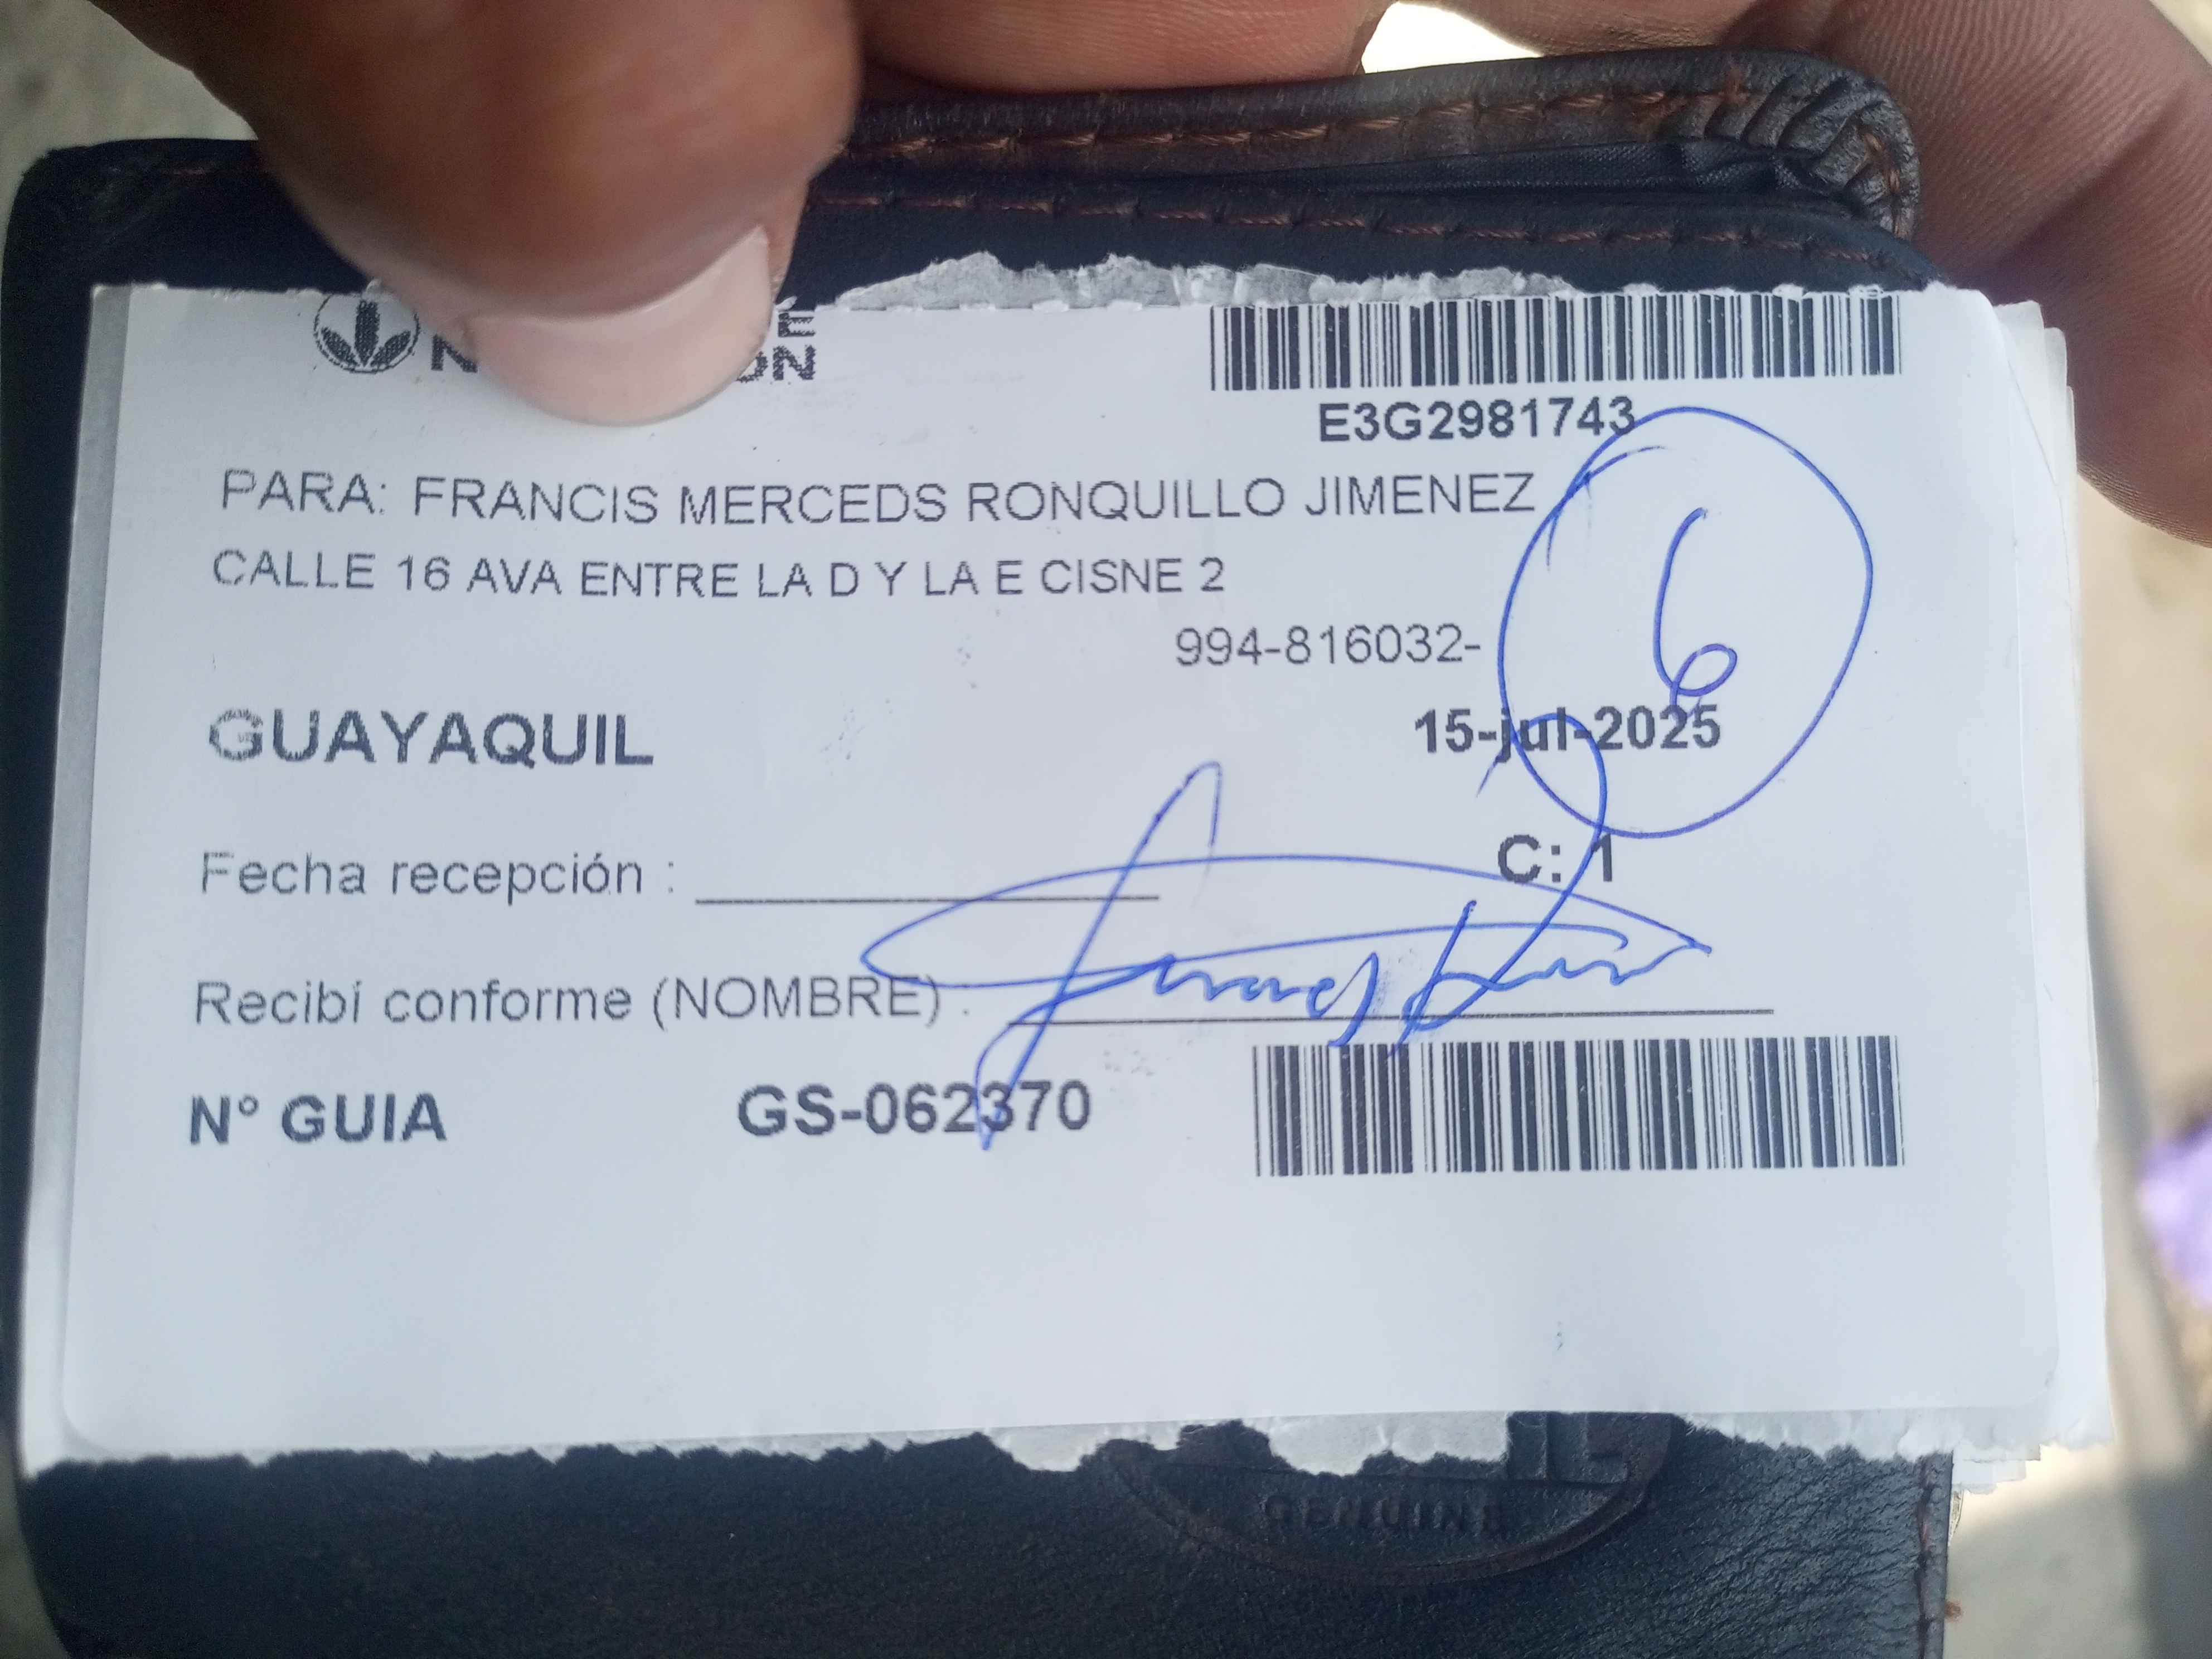 E3G2981743
PARA: FRANCIS MERCEDS RONQUILLO JIMENEZ
CALLE 16 AVA ENTRE LA D Y LA E CISNE 2
994-816032-
6
GUAYAQUIL
15-jul-2025
Fecha recepción :
C: 1
Recibí conforme (NOMBRE) :
N° GUIA GS-062370
GENUINE